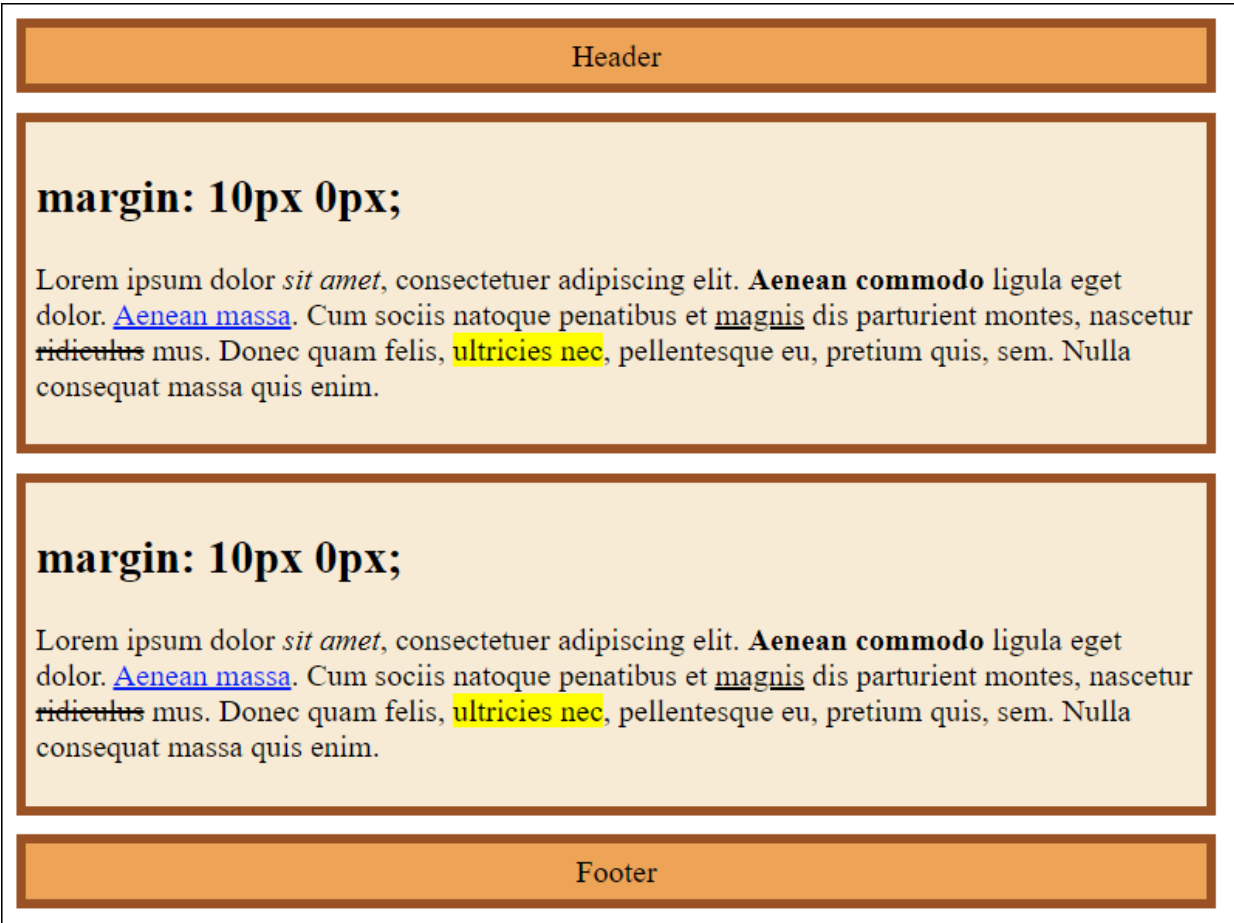 Header
margin: 10px 0px;
Lorem ipsum dolor sit amet, consectetuer adipiscing elit. Aenean commodo ligula eget
dolor. Aenean massa. Cum sociis natoque penatibus et magnis dis parturient montes, nascetur
ridiculus mus. Donec quam felis, ultricies nec, pellentesque eu, pretium quis, sem. Nulla
consequat massa quis enim.
margin: 10px 0px;
Lorem ipsum dolor sit amet, consectetuer adipiscing elit. Aenean commodo ligula eget
dolor. Aenean massa. Cum sociis natoque penatibus et magnis dis parturient montes, nascetur
ridiculus mus. Donec quam felis, ultricies nec, pellentesque eu, pretium quis, sem. Nulla
consequat massa quis enim.
Footer